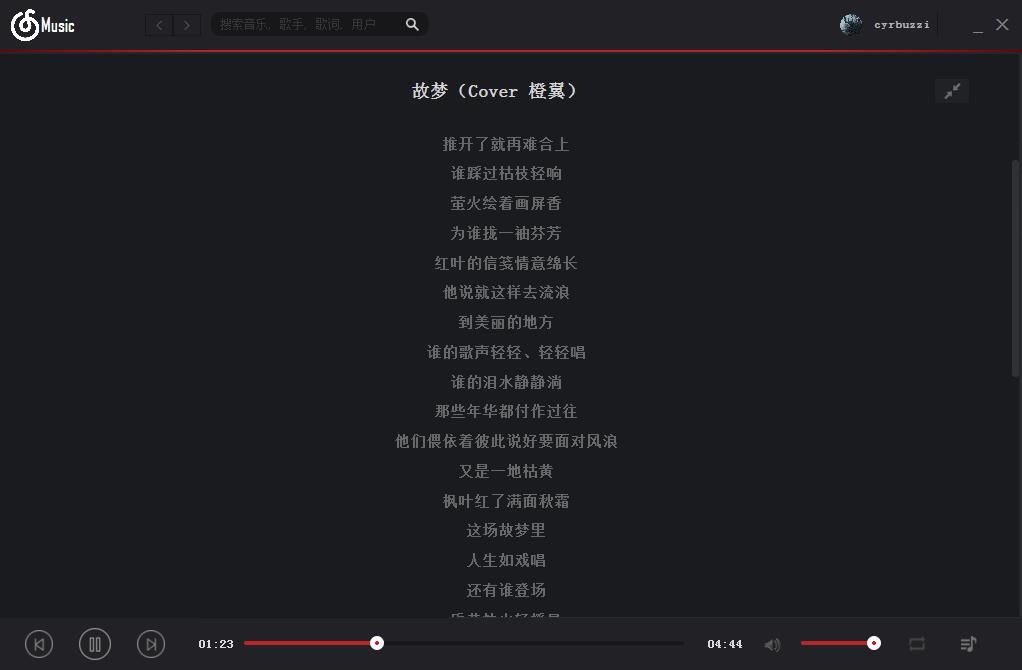 Music
搜索音乐, 歌手, 歌词, 用户
cyrbuzzi
故梦（Cover 橙翼）
推开了就再难合上
谁踩过枯枝轻响
萤火绘着画屏香
为谁拢一袖芬芳
红叶的信笺情意绵长
他说就这样去流浪
到美丽的地方
谁的歌声轻轻、轻轻唱
谁的泪水静静淌
那些年华都付作过往
他们偎依着彼此说好要面对风浪
又是一地枯黄
枫叶红了满面秋霜
这场故梦里
人生如戏唱
还有谁登场
01:23
04:44